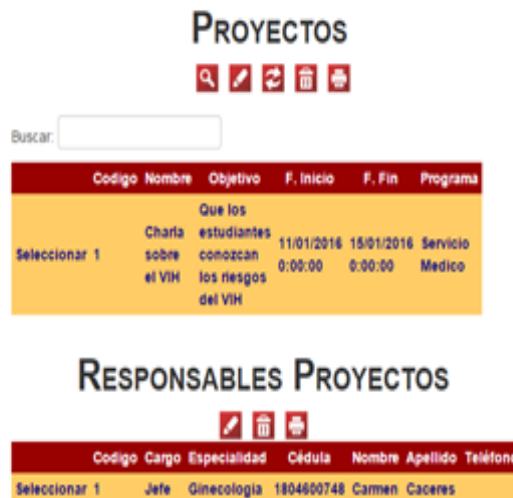 PROYECTOS
Buscar:
Codigo Nombre Objetivo F. Inicio F. Fin Programa
Seleccionar 1 Charla sobre el VIH Que los estudiantes conozcan los riesgos del VIH 11/01/2016 0:00:00 15/01/2016 0:00:00 Servicio Medico
RESPONSABLES PROYECTOS
Codigo Cargo Especialidad Cédula Nombre Apellido Teléfono
Seleccionar 1 Jefe Ginecologia 1804600748 Carmen Caceres